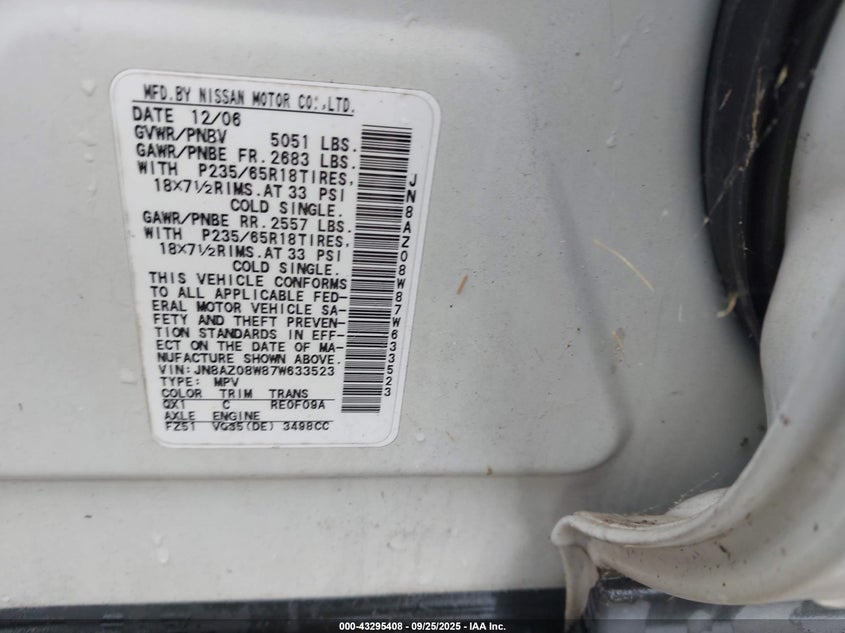 MFD.BY NISSAN MOTOR CO.,LTD.
DATE 12/06
GVWR/PNBV 5051 LBS.
GAWR/PNBE FR. 2683 LBS.
WITH P235/65R18TIRES,
18X7½RIMS.AT 33 PSI
COLD SINGLE.
GAWR/PNBE RR. 2557 LBS.
WITH P235/65R18TIRES,
18X7½RIMS.AT 33 PSI
COLD SINGLE.
THIS VEHICLE CONFORMS
TO ALL APPLICABLE FED-
ERAL MOTOR VEHICLE SA-
FETY AND THEFT PREVEN-
TION STANDARDS IN EFF-
ECT ON THE DATE OF MA-
NUFACTURE SHOWN ABOVE.
VIN: JN8AZ08W87W633523
TYPE: MPV
COLOR TRIM TRANS
QX1 C RE0F09A
AXLE ENGINE
FZ51 VQ35(DE) 3498CC
JN8AZ08W87W633523
000-43295408 - 09/25/2025 - IAA Inc.